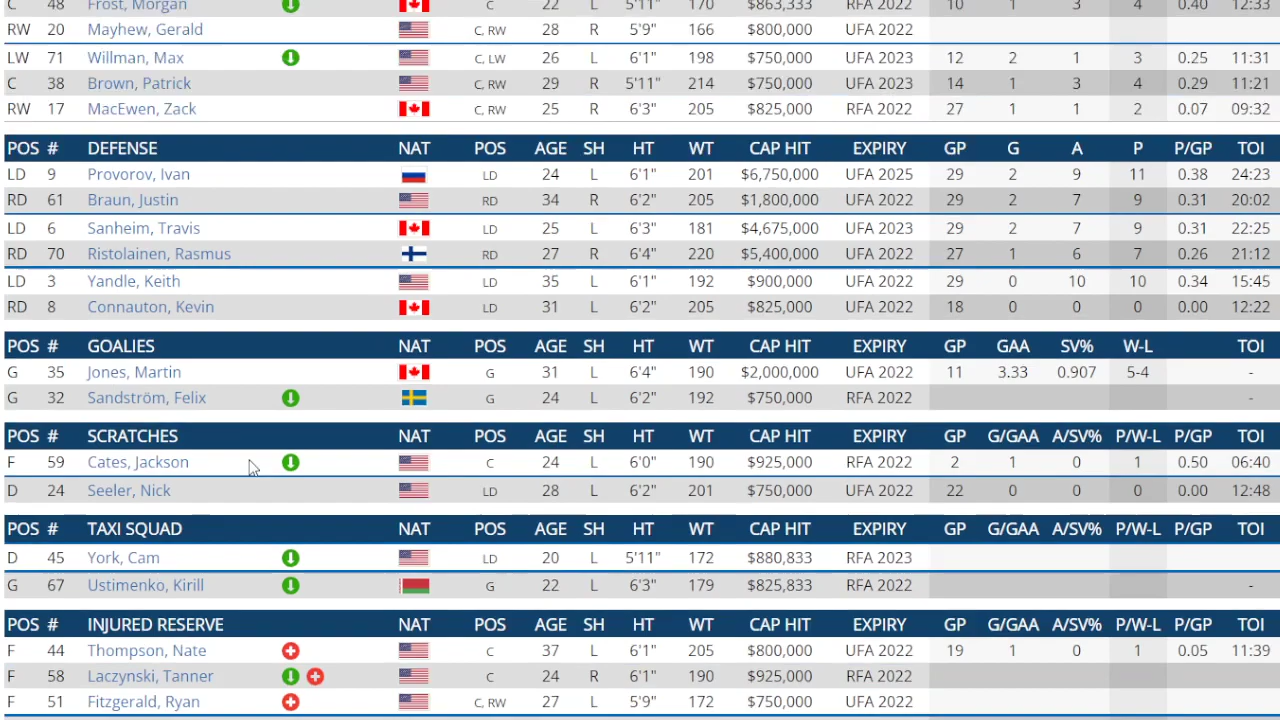 C 48 Frost, Morgan C 22 L 5'11" 170 $863,333 RFA 2022 10 1 3 4 0.40 12:33
RW 20 Mayhew, Gerald C, RW 28 R 5'9" 166 $800,000 UFA 2022
LW 71 Willman, Max C, LW 26 L 6'1" 198 UFA 2023 12 2 1 3 0.25
C 38 Brown, Patrick C 29 R 5'11" 214 $750,000 UFA 2023 14 1 3 4 0.29 11:21
RW 17 MacEwen, Zack C, RW 25 R 6'3" 205 $825,000 UFA 2022 27 1 1 2 0.07 09:32
POS # DEFENSE NAT POS AGE SH HT WT CAP HIT EXPIRY GP G A P P/GP TOI
LD 9 Provorov, Ivan LD 24 L 6'1" 201 $6,750,000 UFA 2025 29 2 9 11 0.38 24:23
RD 61 Braun, Justin RD 34 R 6'2" 205 $1,800,000 UFA 2022 29 2 7 9 0.31 20:02
LD 6 Sanheim, Travis LD 25 L 6'3" 181 $4,675,000 UFA 2023 29 2 7 9 0.31 22:25
RD 70 Ristolainen, Rasmus RD 27 R 6'4" 220 $5,400,000 UFA 2022 27 1 6 7 0.26 21:12
LD 3 Yandle, Keith LD 35 L 6'1" 192 $900,000 UFA 2022 29 0 10 10 0.34 15:45
RD 8 Connauton, Kevin LD 31 L 6'2" 205 $825,000 UFA 2022 18 0 0 0 0.00 12:22
POS # GOALIES NAT POS AGE SH HT WT CAP HIT EXPIRY GP GAA SV% W-L TOI
G 35 Jones, Martin G 31 L 6'4" 190 $2,000,000 UFA 2022 11 3.33 0.907 5-4 -
G 32 Sandström, Felix G 24 L 6'2" 192 $750,000 RFA 2022 -
POS # SCRATCHES NAT POS AGE SH HT WT CAP HIT EXPIRY GP G/GAA A/SV% P/W-L P/GP TOI
F 59 Cates, Jackson C 24 L 6'0" 190 $925,000 RFA 2022 2 1 0 1 0.50 06:40
D 24 Seeler, Nick LD 28 L 6'2" 201 $750,000 UFA 2022 22 0 0 0 0.00 12:48
POS # TAXI SQUAD NAT POS AGE SH HT WT CAP HIT EXPIRY GP G/GAA A/SV% P/W-L P/GP TOI
D 45 York, Cam LD 20 L 5'11" 172 $880,833 RFA 2023
G 67 Ustimenko, Kirill G 22 L 6'3" 179 $825,833 RFA 2022 -
POS # INJURED RESERVE NAT POS AGE SH HT WT CAP HIT EXPIRY GP G/GAA A/SV% P/W-L P/GP TOI
F 44 Thompson, Nate C 37 L 6'1" 205 $800,000 UFA 2022 19 1 0 1 0.05
F 58 Laczynski, Tanner C 24 R 6'1" 190 $925,000 RFA 2022
F Fitzgerald, Ryan C, RW 27 L 5'9" 172 $750,000 UFA 2022